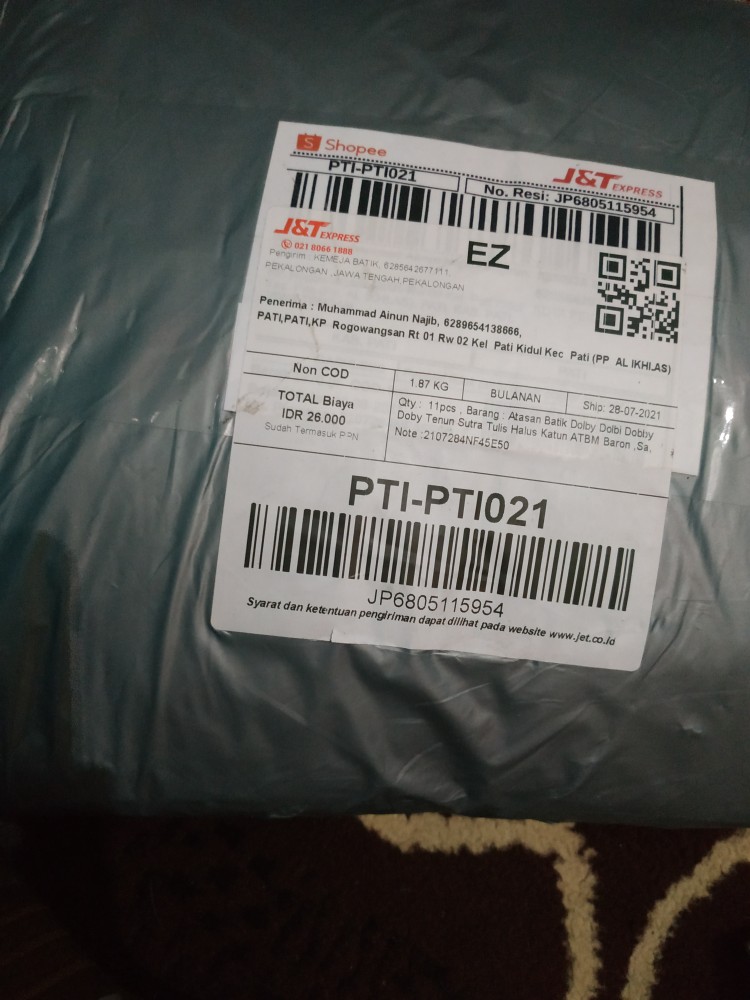 Shopee
J&T EXPRESS
PTI-PTI021
No. Resi: JP6805115954
J&T EXPRESS
021 8066 1888
EZ
Pengirim : KEMEJA BATIK, 6285642677111
PEKALONGAN ,JAWA TENGAH,PEKALONGAN
Penerima : Muhammad Ainun Najib, 6289654138666,
PATI,PATI,KP Rogowangsan Rt 01 Rw 02 Kel Pati Kidul Kec Pati (PP AL IKHLAS)
Non COD
1.87 KG
BULANAN
Ship: 28-07-2021
TOTAL Biaya
IDR 26.000
Sudah Termasuk PPN
Qty : 11pcs , Barang : Atasan Batik Dolby Dolbi Dobby
Doby Tenun Sutra Tulis Halus Katun ATBM Baron ,Sa,
Note :2107284NF45E50
PTI-PTI021
JP6805115954
Syarat dan ketentuan pengiriman dapat dilihat pada website www.jet.co.id